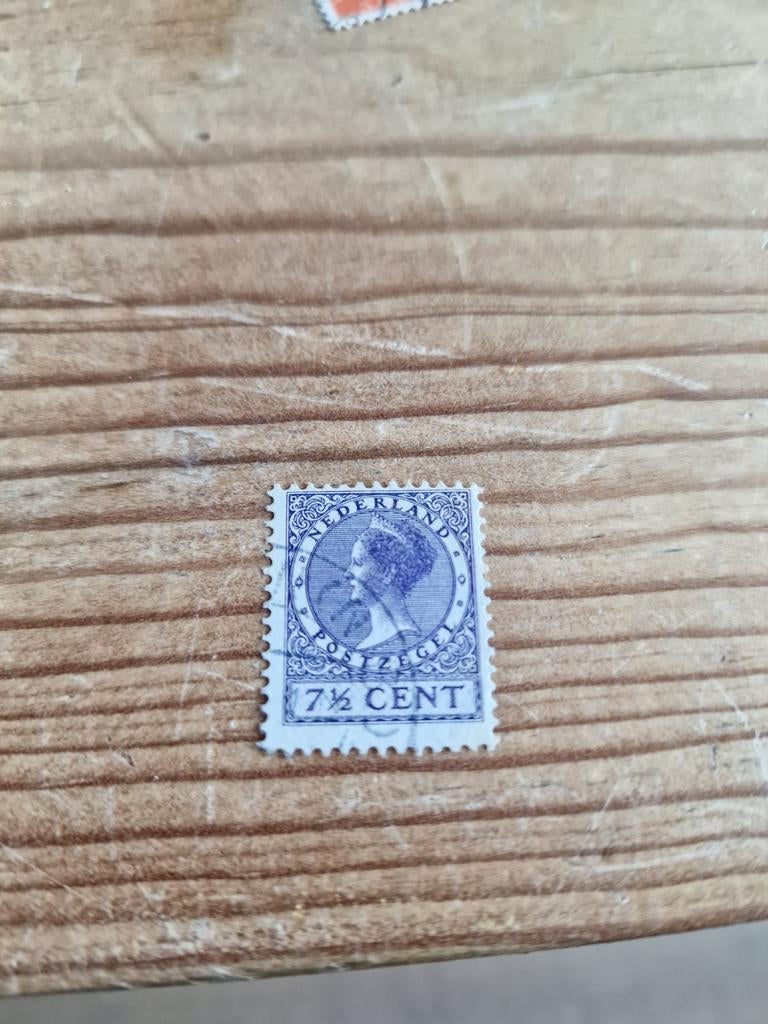 NEDERLAND
POSTZEGEL
7½ CENT